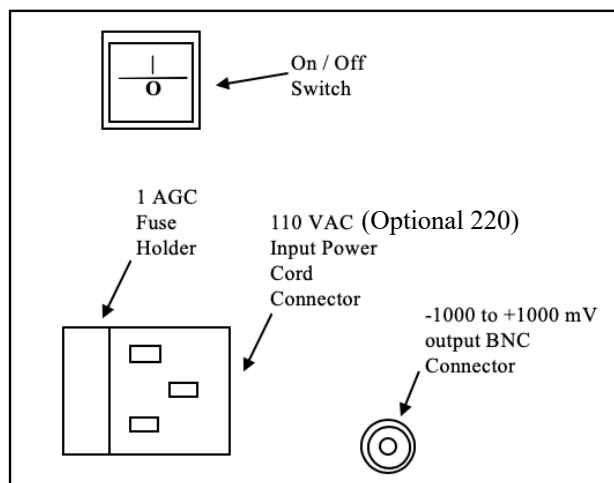 |
O
On / Off
Switch
1 AGC
Fuse
Holder
110 VAC (Optional 220)
Input Power
Cord
Connector
-1000 to +1000 mV
output BNC
Connector